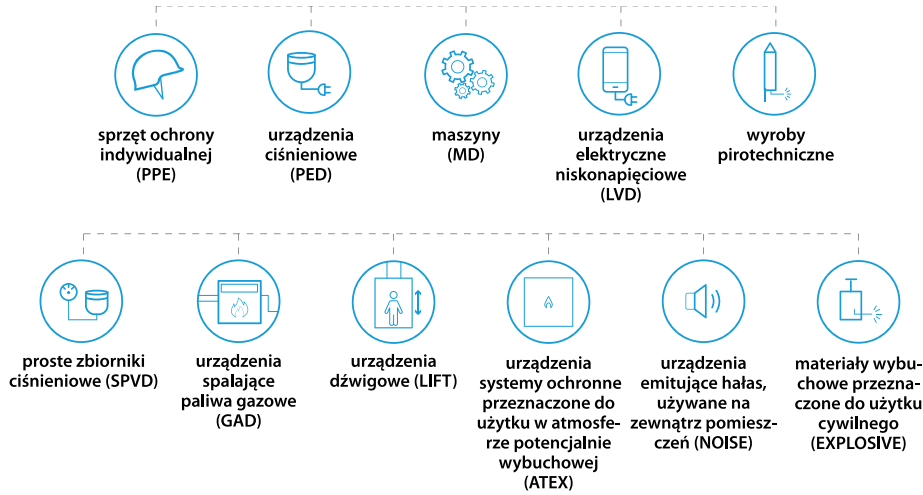 sprzęt ochrony
indywidualnej
(PPE)
urządzenia
ciśnieniowe
(PED)
maszyny
(MD)
urządzenia
elektryczne
niskonapięciowe
(LVD)
wyroby
pirotechniczne
proste zbiorniki
ciśnieniowe (SPVD)
urządzenia
spalające
paliwa gazowe
(GAD)
urządzenia
dźwigowe (LIFT)
urządzenia
systemy ochronne
przeznaczone do
użytku w atmosfe-
rze potencjalnie
wybuchowej
(ATEX)
urządzenia
emitujące hałas,
używane na
zewnątrz pomiesz-
czeń (NOISE)
materiały wybu-
chowe przezna-
czone do użytku
cywilnego
(EXPLOSIVE)